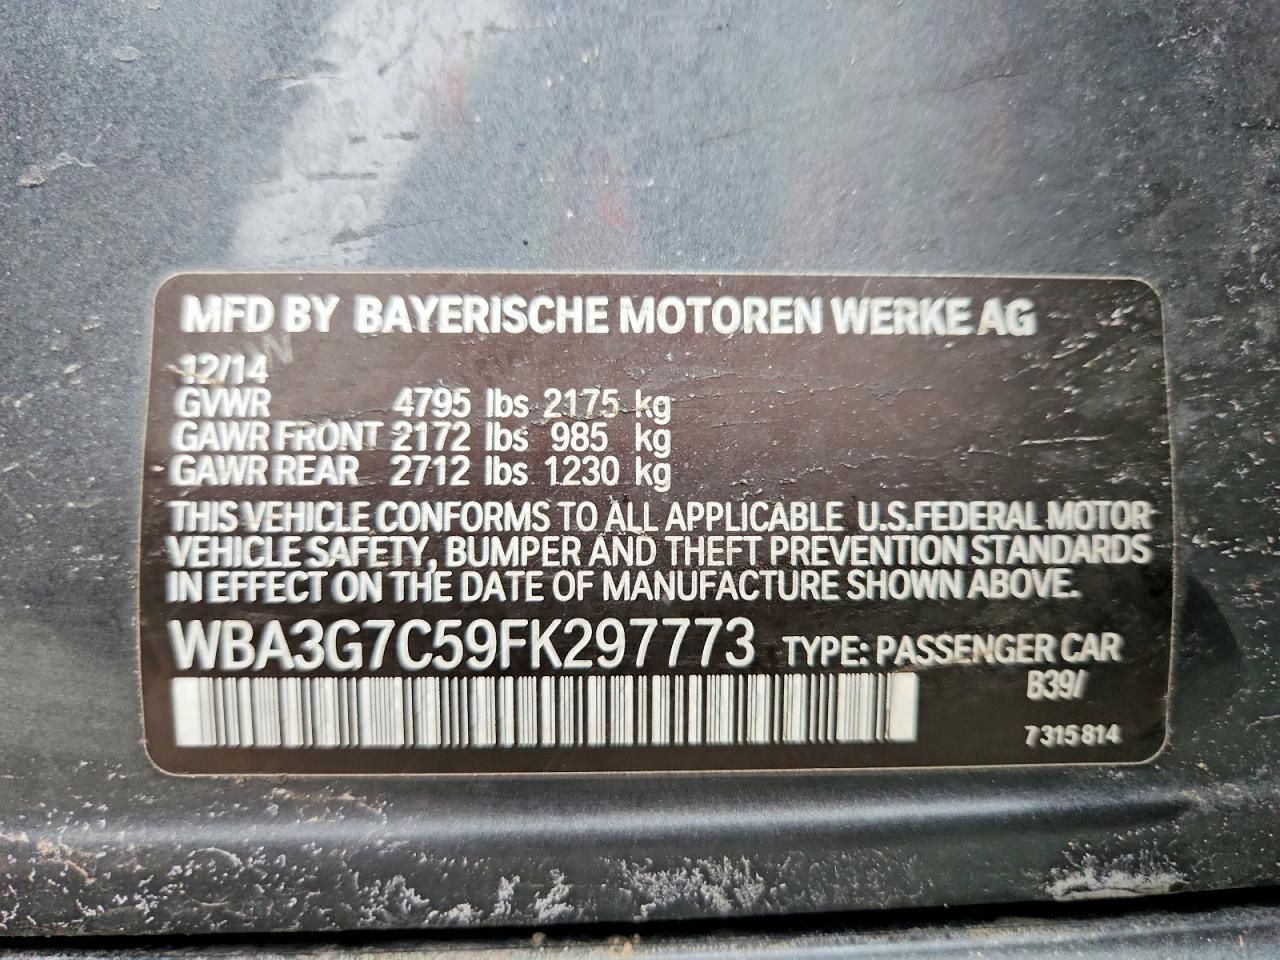 MFD BY BAYERISCHE MOTOREN WERKE AG
12/14
GVWR 4795 lbs 2175 kg
GAWR FRONT 2172 lbs 985 kg
GAWR REAR 2712 lbs 1230 kg
THIS VEHICLE CONFORMS TO ALL APPLICABLE U.S.FEDERAL MOTOR
VEHICLE SAFETY, BUMPER AND THEFT PREVENTION STANDARDS
IN EFFECT ON THE DATE OF MANUFACTURE SHOWN ABOVE.
WBA3G7C59FK297773 TYPE: PASSENGER CAR
B39/
7 315 814